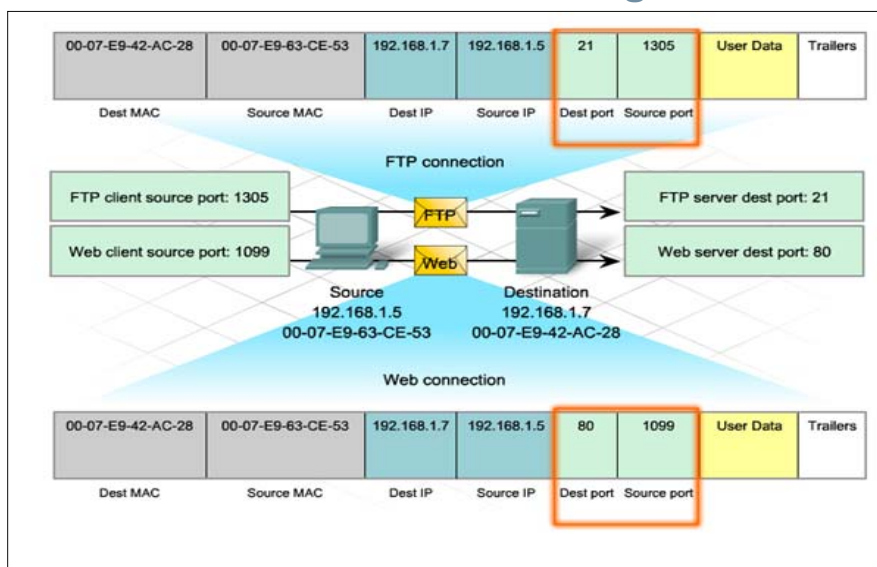 00-07-E9-42-AC-28 00-07-E9-63-CE-53 192.168.1.7 192.168.1.5 21 1305 User Data Trailers
Dest MAC Source MAC Dest IP Source IP Dest port Source port
FTP connection
FTP client source port: 1305 FTP FTP server dest port: 21
Web client source port: 1099 Web Web server dest port: 80
Source Destination
192.168.1.5 192.168.1.7
00-07-E9-63-CE-53 00-07-E9-42-AC-28
Web connection
00-07-E9-42-AC-28 00-07-E9-63-CE-53 192.168.1.7 192.168.1.5 80 1099 User Data Trailers
Dest MAC Source MAC Dest IP Source IP Dest port Source port